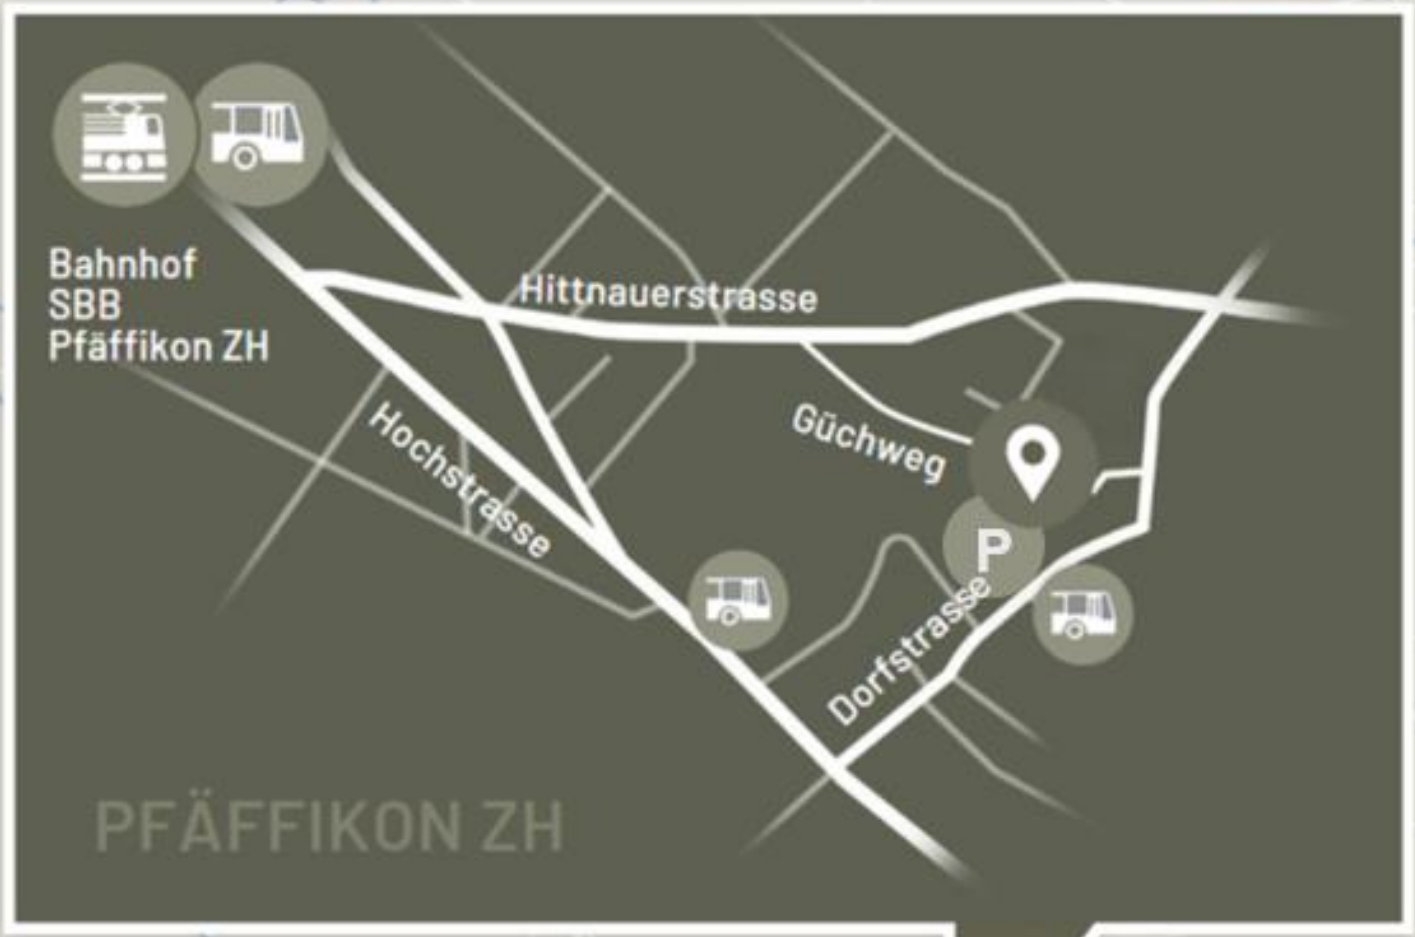 Bahnhof
SBB
Pfäffikon ZH
Hittnauerstrasse
Hochstrasse
Güchweg
P
Dorfstrasse
PFÄFFIKON ZH